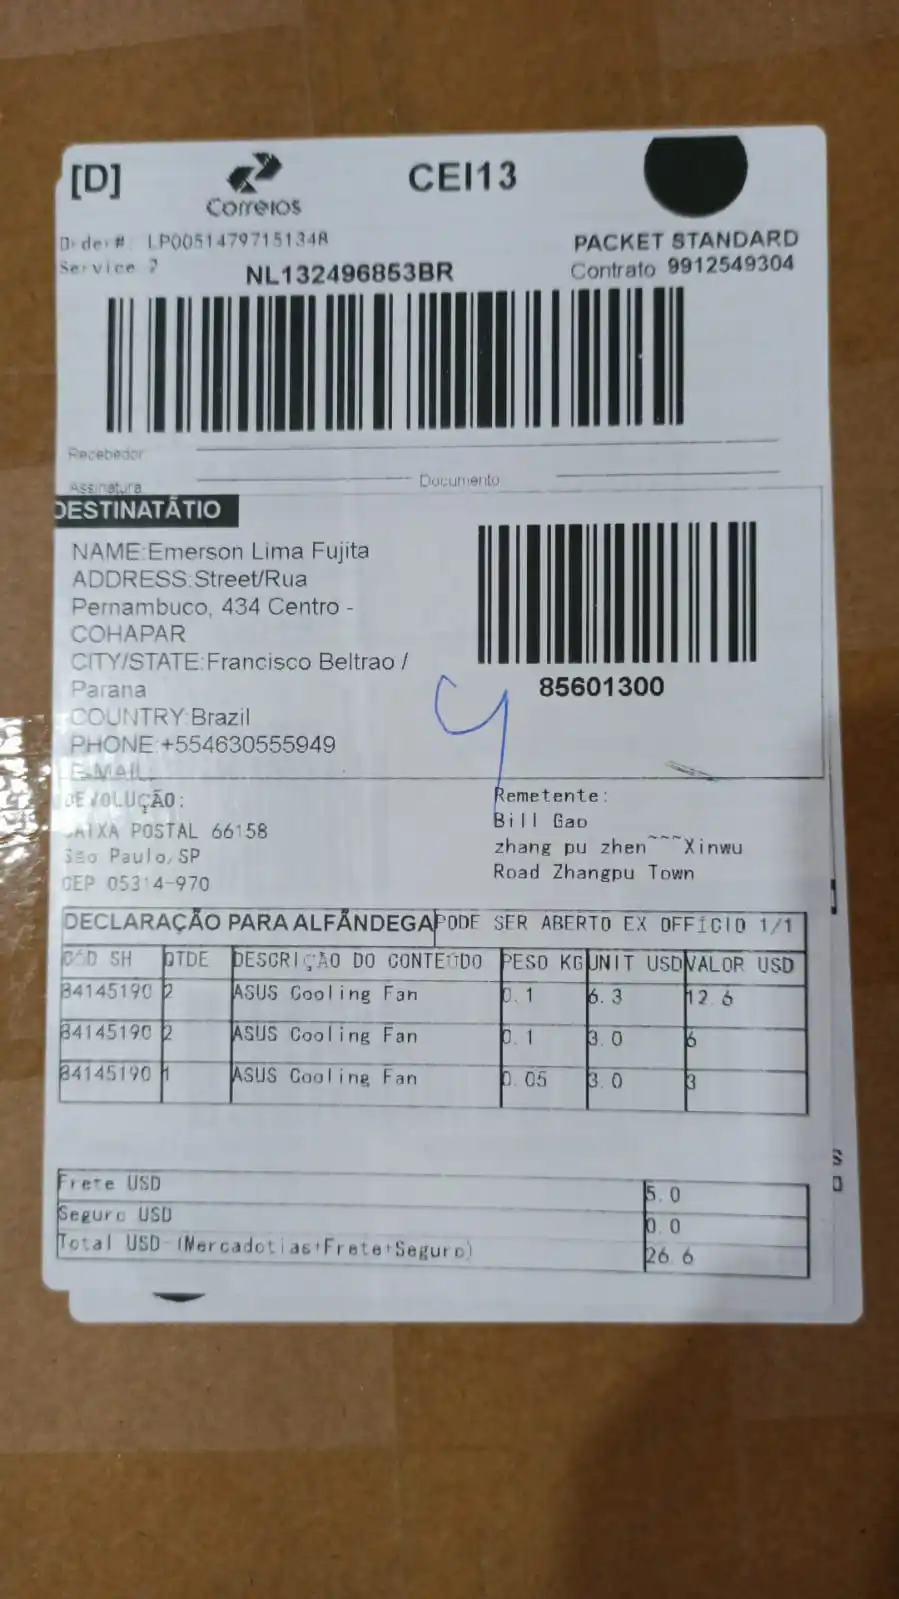 [D]
Correios
CEI13
Order#: LP00514797151348
PACKET STANDARD
Service 2
NL132496853BR
Contrato 9912549304
Recebedor
Assinatura
Documento
DESTINATÃTIO
NAME:Emerson Lima Fujita
ADDRESS:Street/Rua
Pernambuco, 434 Centro -
COHAPAR
CITY/STATE:Francisco Beltrao /
Parana
COUNTRY:Brazil
PHONE:+554630555949
E-MAIL:
85601300
DEVOLUÇÃO:
CAIXA POSTAL 66158
São Paulo/SP
CEP 05314-970
Remetente:
Bill Gao
zhang pu zhen~~~Xinwu
Road Zhangpu Town
DECLARAÇÃO PARA ALFÃNDEGA PODE SER ABERTO EX OFFÍCIO 1/1
CÓD SH QTDE DESCRIÇÃO DO CONTEÚDO PESO KG UNIT USD VALOR USD
84145190 2 ASUS Cooling Fan 0.1 6.3 12.6
84145190 2 ASUS Cooling Fan 0.1 3.0 6
84145190 1 ASUS Cooling Fan 0.05 3.0 3
Frete USD 5.0
Seguro USD 0.0
Total USD (Mercadotias+Frete+Seguro) 26.6